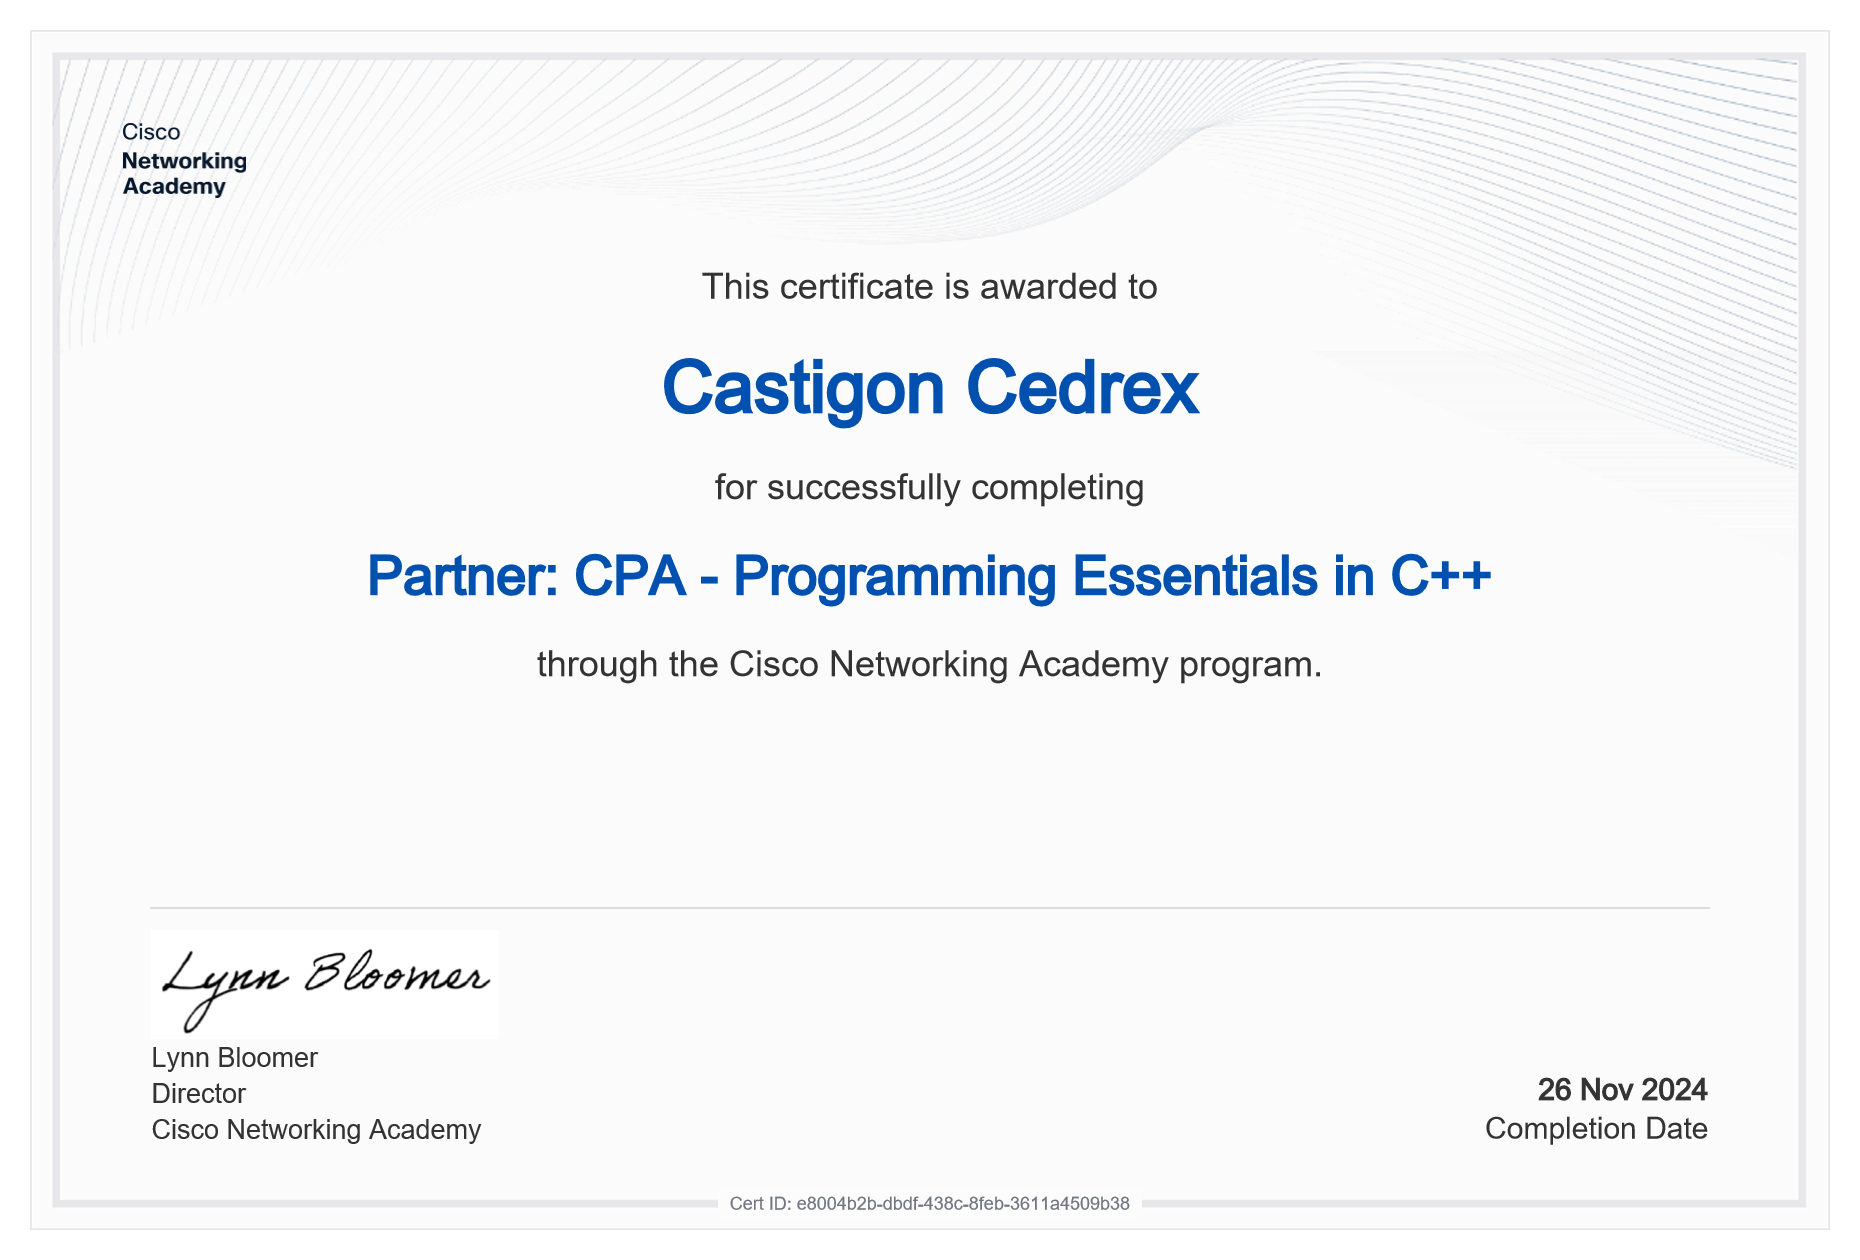 Cisco
Networking
Academy
This certificate is awarded to
Castigon Cedrex
for successfully completing
Partner: CPA - Programming Essentials in C++
through the Cisco Networking Academy program.
Lynn Bloomer
Lynn Bloomer
Director
Cisco Networking Academy
26 Nov 2024
Completion Date
Cert ID: e8004b2b-dbdf-438c-8feb-3611a4509b38